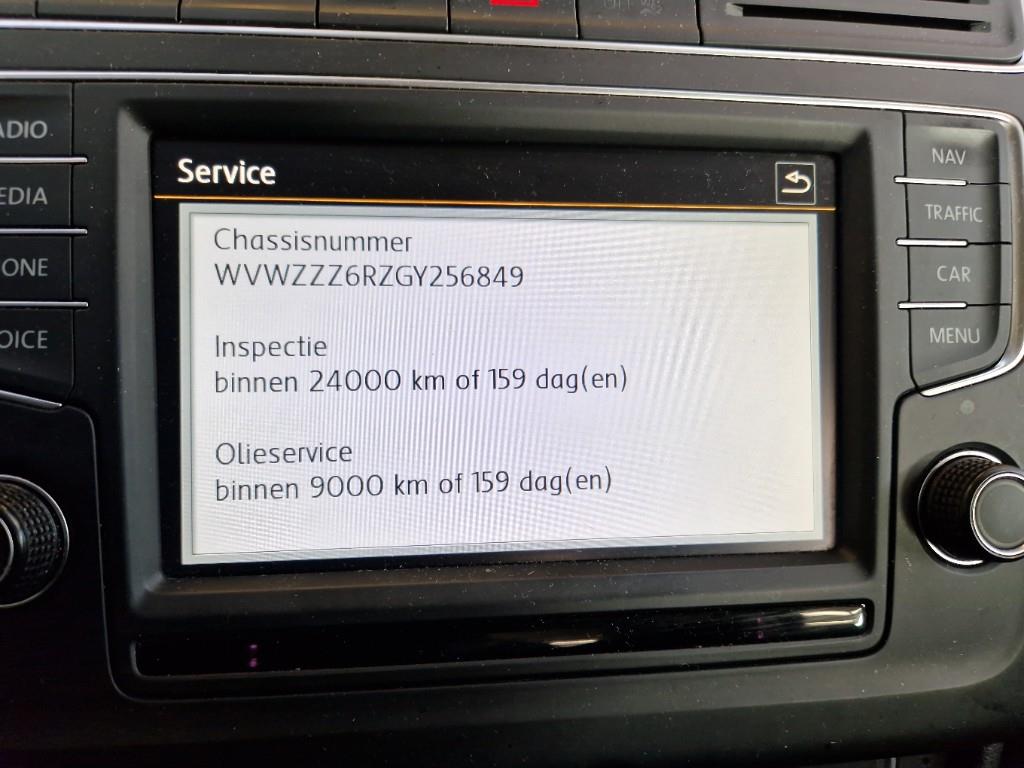 Service
Chassisnummer
WVWZZZ6RZGY256849
Inspectie
binnen 24000 km of 159 dag(en)
Olieservice
binnen 9000 km of 159 dag(en)
ADIO
EDIA
ONE
OICE
NAV
TRAFFIC
CAR
MENU